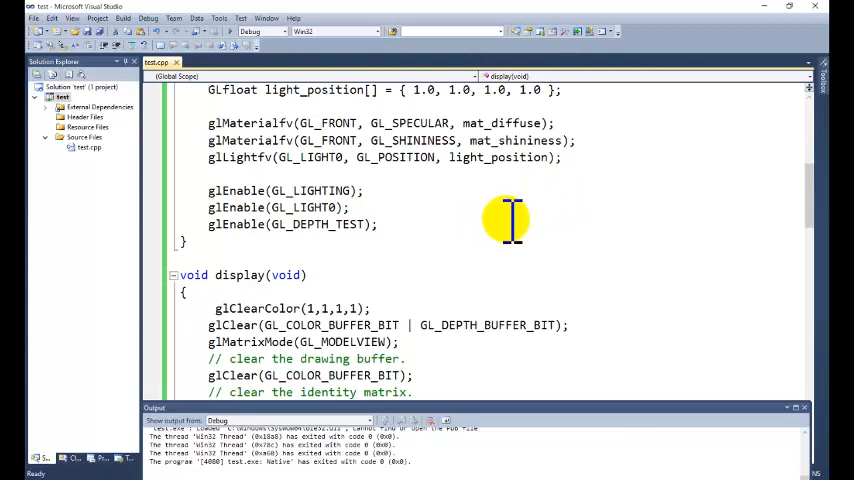 test - Microsoft Visual Studio
File Edit View Project Build Debug Team Data Tools Test Window Help
Debug Win32
Solution Explorer
test.cpp
Toolbox
(Global Scope) display(void)
Solution 'test' (1 project)
test
External Dependencies
Header Files
Resource Files
Source Files
test.cpp
GLfloat light_position[] = { 1.0, 1.0, 1.0, 1.0 };
glMaterialfv(GL_FRONT, GL_SPECULAR, mat_diffuse);
glMaterialfv(GL_FRONT, GL_SHININESS, mat_shininess);
glLightfv(GL_LIGHT0, GL_POSITION, light_position);
glEnable(GL_LIGHTING);
glEnable(GL_LIGHT0);
glEnable(GL_DEPTH_TEST);
}
void display(void)
{
glClearColor(1,1,1,1);
glClear(GL_COLOR_BUFFER_BIT | GL_DEPTH_BUFFER_BIT);
glMatrixMode(GL_MODELVIEW);
// clear the drawing buffer.
glClear(GL_COLOR_BUFFER_BIT);
// clear the identity matrix.
Output
Show output from: Debug
The thread 'Win32 Thread' (0x18a8) has exited with code 0 (0x0).
The thread 'Win32 Thread' (0x78c) has exited with code 0 (0x0).
The thread 'Win32 Thread' (0xa60) has exited with code 0 (0x0).
The program '[4080] test.exe: Native' has exited with code 0 (0x0).
S... Cl... Pr... T...
Ready